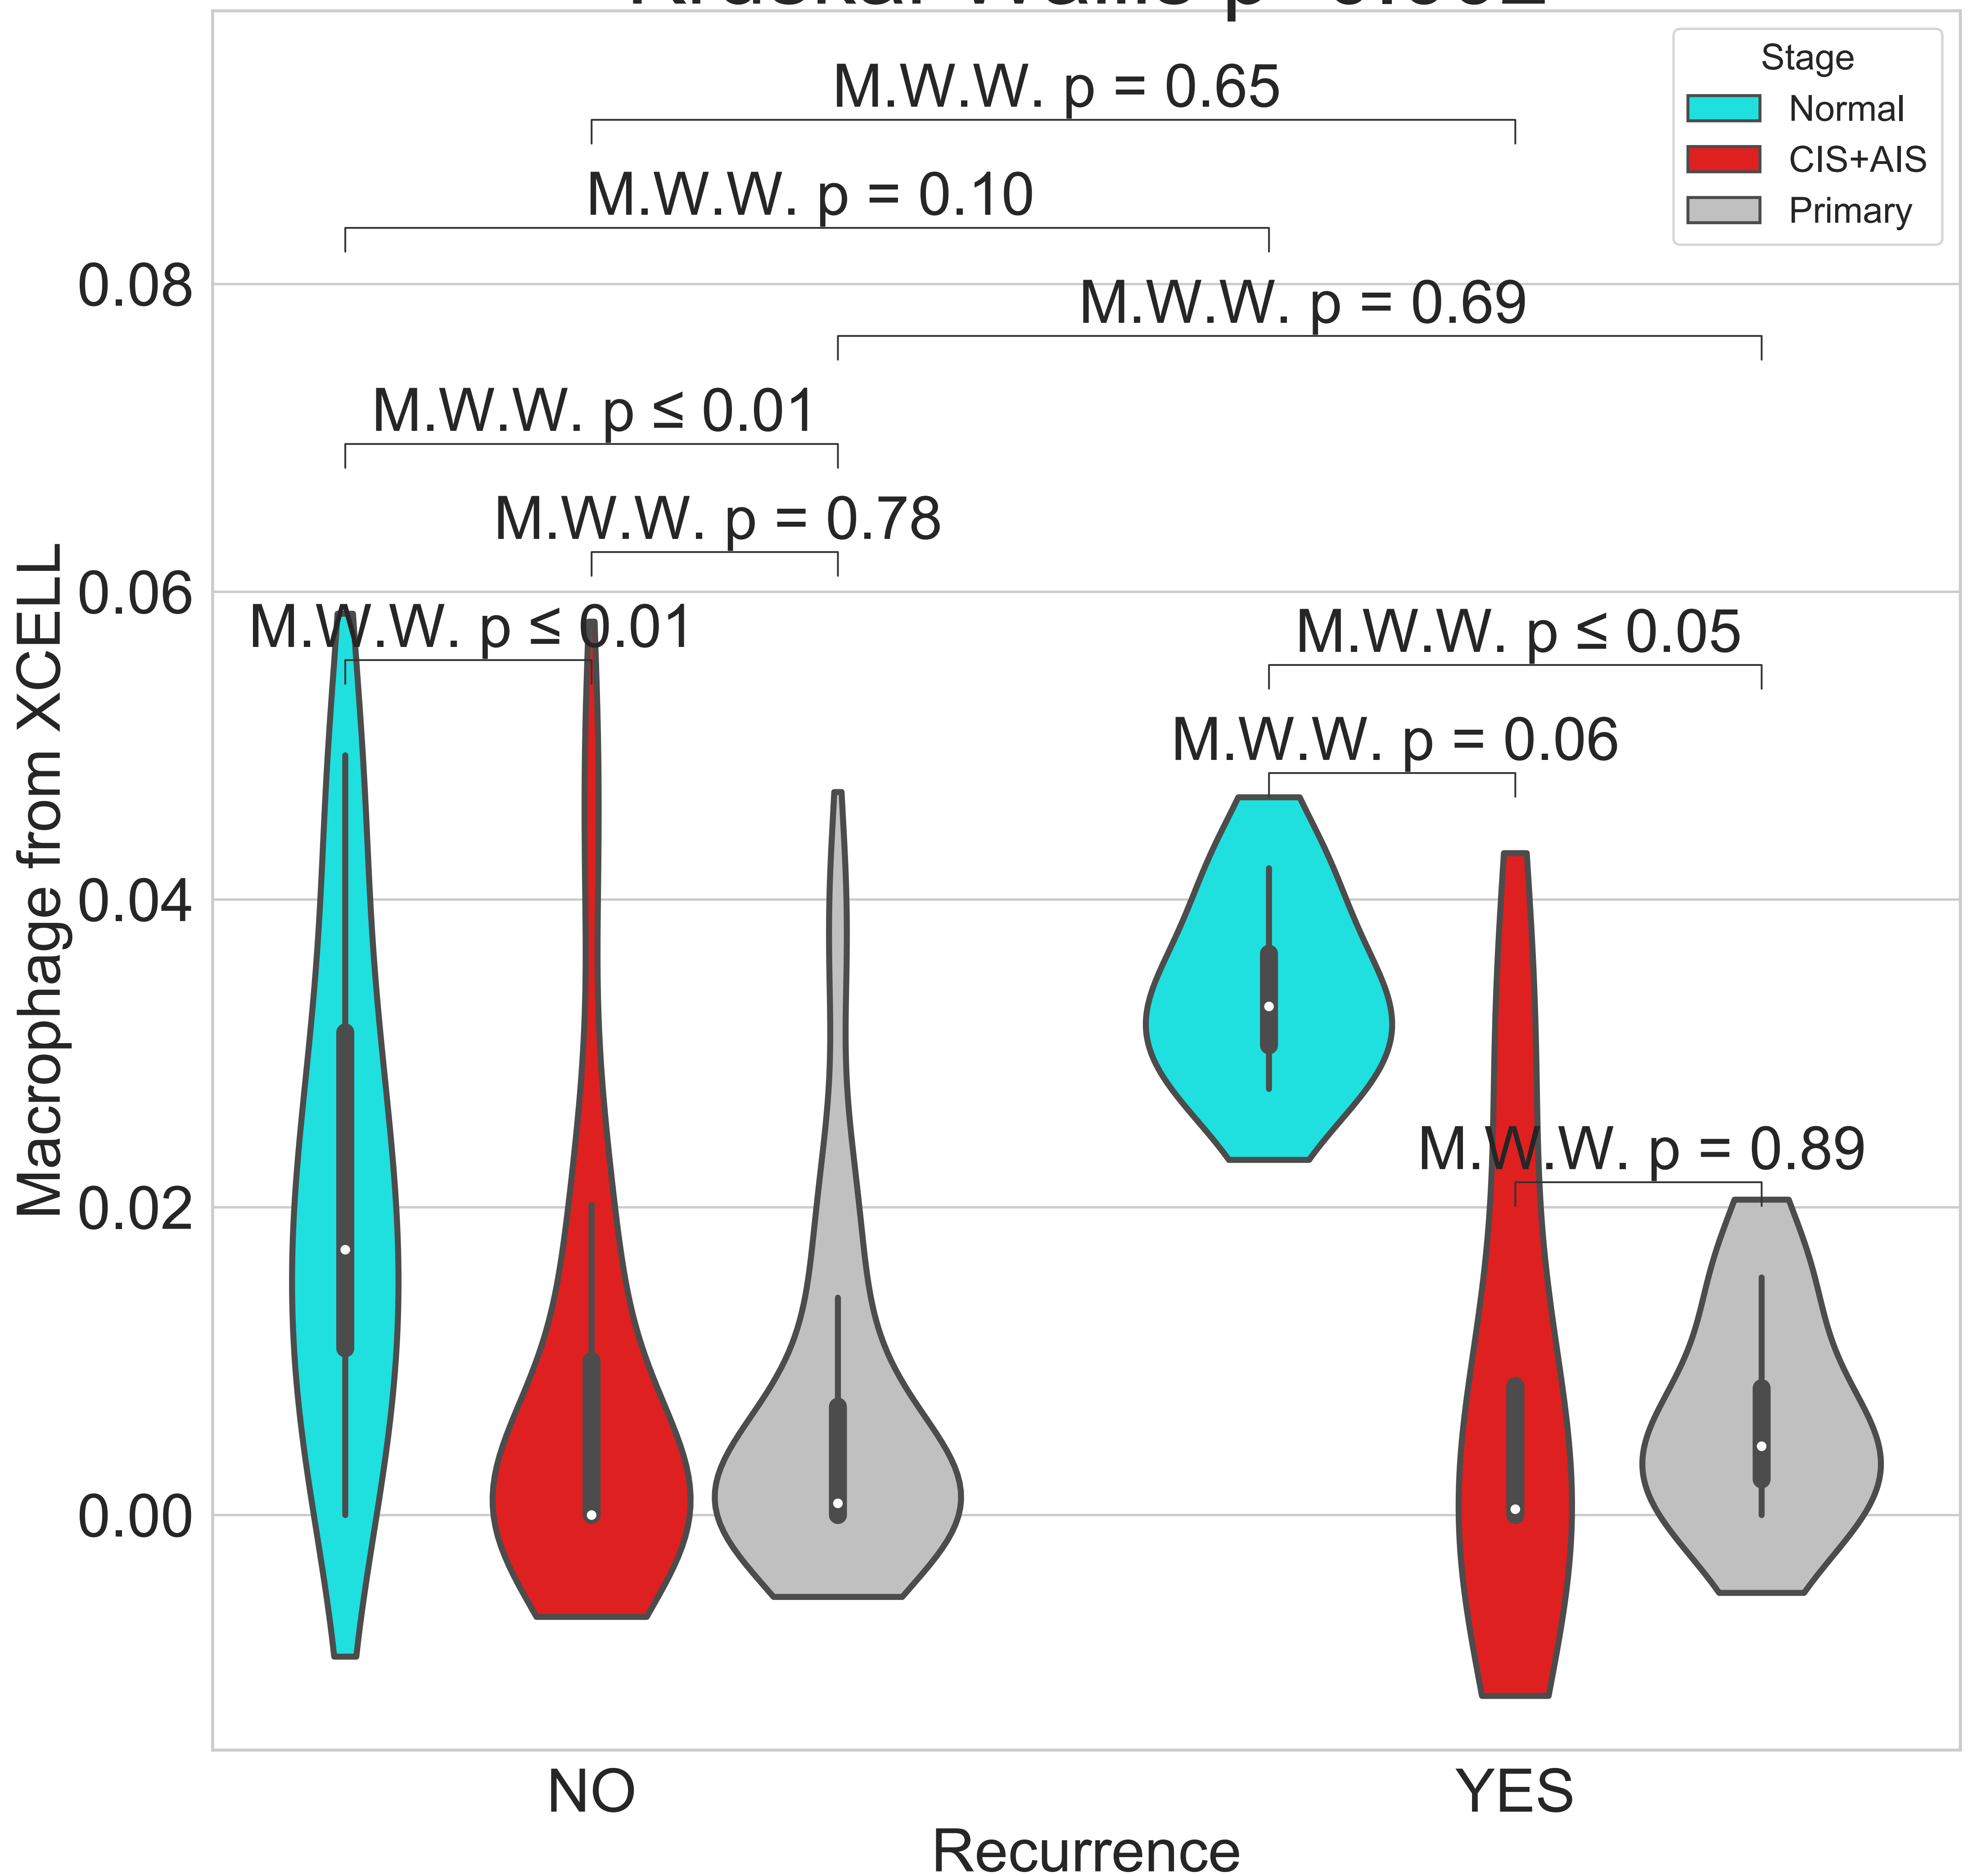 Stage
Normal
CIS+AIS
Primary
M.W.W. p = 0.65
M.W.W. p = 0.10
M.W.W. p = 0.69
M.W.W. p ≤ 0.01
M.W.W. p = 0.78
M.W.W. p ≤ 0.01
M.W.W. p ≤ 0.05
M.W.W. p = 0.06
M.W.W. p = 0.89
Macrophage from XCELL
0.08
0.06
0.04
0.02
0.00
NO
YES
Recurrence